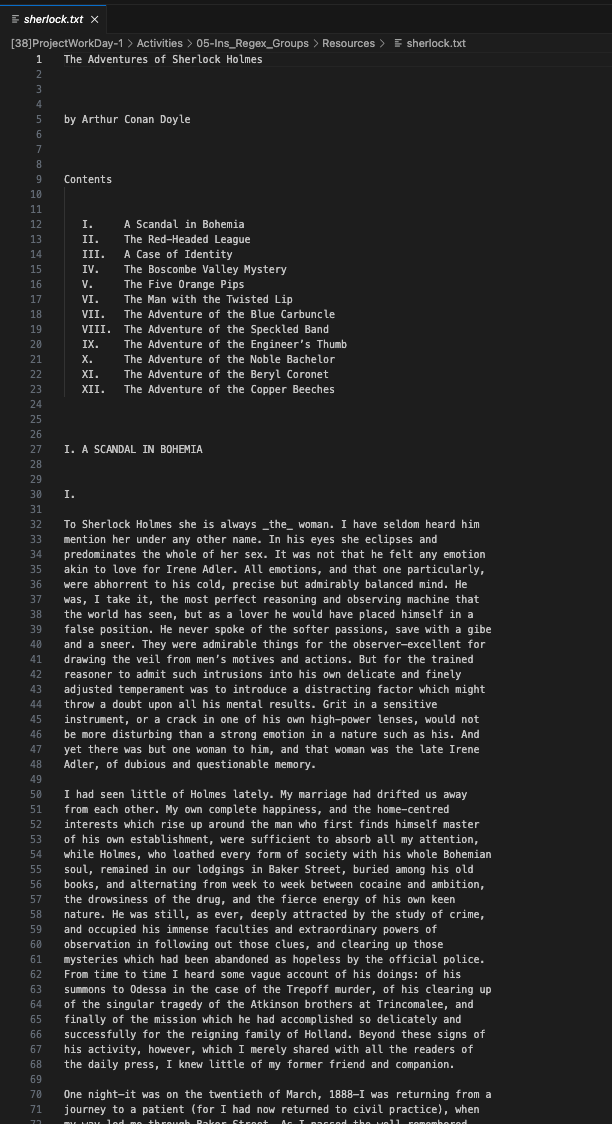 sherlock.txt ×
[38]ProjectWorkDay-1 > Activities > 05-Ins_Regex_Groups > Resources > sherlock.txt
1 The Adventures of Sherlock Holmes
2
3
4
5 by Arthur Conan Doyle
6
7
8
9 Contents
10
11
12 I. A Scandal in Bohemia
13 II. The Red-Headed League
14 III. A Case of Identity
15 IV. The Boscombe Valley Mystery
16 V. The Five Orange Pips
17 VI. The Man with the Twisted Lip
18 VII. The Adventure of the Blue Carbuncle
19 VIII. The Adventure of the Speckled Band
20 IX. The Adventure of the Engineer’s Thumb
21 X. The Adventure of the Noble Bachelor
22 XI. The Adventure of the Beryl Coronet
23 XII. The Adventure of the Copper Beeches
24
25
26
27 I. A SCANDAL IN BOHEMIA
28
29
30 I.
31
32 To Sherlock Holmes she is always _the_ woman. I have seldom heard him
33 mention her under any other name. In his eyes she eclipses and
34 predominates the whole of her sex. It was not that he felt any emotion
35 akin to love for Irene Adler. All emotions, and that one particularly,
36 were abhorrent to his cold, precise but admirably balanced mind. He
37 was, I take it, the most perfect reasoning and observing machine that
38 the world has seen, but as a lover he would have placed himself in a
39 false position. He never spoke of the softer passions, save with a gibe
40 and a sneer. They were admirable things for the observer—excellent for
41 drawing the veil from men’s motives and actions. But for the trained
42 reasoner to admit such intrusions into his own delicate and finely
43 adjusted temperament was to introduce a distracting factor which might
44 throw a doubt upon all his mental results. Grit in a sensitive
45 instrument, or a crack in one of his own high-power lenses, would not
46 be more disturbing than a strong emotion in a nature such as his. And
47 yet there was but one woman to him, and that woman was the late Irene
48 Adler, of dubious and questionable memory.
49
50 I had seen little of Holmes lately. My marriage had drifted us away
51 from each other. My own complete happiness, and the home-centred
52 interests which rise up around the man who first finds himself master
53 of his own establishment, were sufficient to absorb all my attention,
54 while Holmes, who loathed every form of society with his whole Bohemian
55 soul, remained in our lodgings in Baker Street, buried among his old
56 books, and alternating from week to week between cocaine and ambition,
57 the drowsiness of the drug, and the fierce energy of his own keen
58 nature. He was still, as ever, deeply attracted by the study of crime,
59 and occupied his immense faculties and extraordinary powers of
60 observation in following out those clues, and clearing up those
61 mysteries which had been abandoned as hopeless by the official police.
62 From time to time I heard some vague account of his doings: of his
63 summons to Odessa in the case of the Trepoff murder, of his clearing up
64 of the singular tragedy of the Atkinson brothers at Trincomalee, and
65 finally of the mission which he had accomplished so delicately and
66 successfully for the reigning family of Holland. Beyond these signs of
67 his activity, however, which I merely shared with all the readers of
68 the daily press, I knew little of my former friend and companion.
69
70 One night—it was on the twentieth of March, 1888—I was returning from a
71 journey to a patient (for I had now returned to civil practice), when
72 my way led me through Baker Street. As I passed the well-remembered